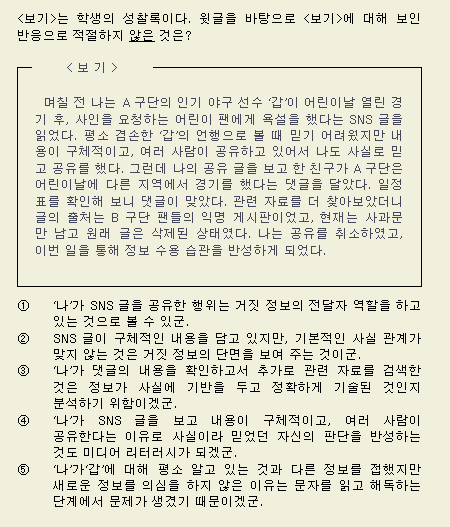 <보기>는 학생의 성찰록이다. 윗글을 바탕으로 <보기>에 대해 보인
반응으로 적절하지 않은 것은?
< 보 기 >
며칠 전 나는 A 구단의 인기 야구 선수 ‘갑’이 어린이날 열린 경
기 후, 사인을 요청하는 어린이 팬에게 욕설을 했다는 SNS 글을
읽었다. 평소 겸손한 ‘갑’의 언행으로 볼 때 믿기 어려웠지만 내
용이 구체적이고, 여러 사람이 공유하고 있어서 나도 사실로 믿
고 공유를 했다. 그런데 나의 공유 글을 보고 한 친구가 A 구단은
어린이날에 다른 지역에서 경기를 했다는 댓글을 달았다. 일정
표를 확인해 보니 댓글이 맞았다. 관련 자료를 더 찾아보았더니
글의 출처는 B 구단 팬들의 익명 게시판이었고, 현재는 사과문
만 남고 원래 글은 삭제된 상태였다. 나는 공유를 취소하였고,
이번 일을 통해 정보 수용 습관을 반성하게 되었다.
① ‘나’가 SNS 글을 공유한 행위는 거짓 정보의 전달자 역할을 하고
있는 것으로 볼 수 있군.
② SNS 글이 구체적인 내용을 담고 있지만, 기본적인 사실 관계가
맞지 않는 것은 거짓 정보의 단면을 보여 주는 것이군.
③ ‘나’가 댓글의 내용을 확인하고서 추가로 관련 자료를 검색한
것은 정보가 사실에 기반을 두고 정확하게 기술된 것인지
분석하기 위함이겠군.
④ ‘나’가 SNS 글을 보고 내용이 구체적이고, 여러 사람이
공유한다는 이유로 사실이라 믿었던 자신의 판단을 반성하는
것도 미디어 리터러시가 되겠군.
⑤ ‘나’가‘갑’에 대해 평소 알고 있는 것과 다른 정보를 접했지만
새로운 정보를 의심을 하지 않은 이유는 문자를 읽고 해독하는
단계에서 문제가 생겼기 때문이겠군.